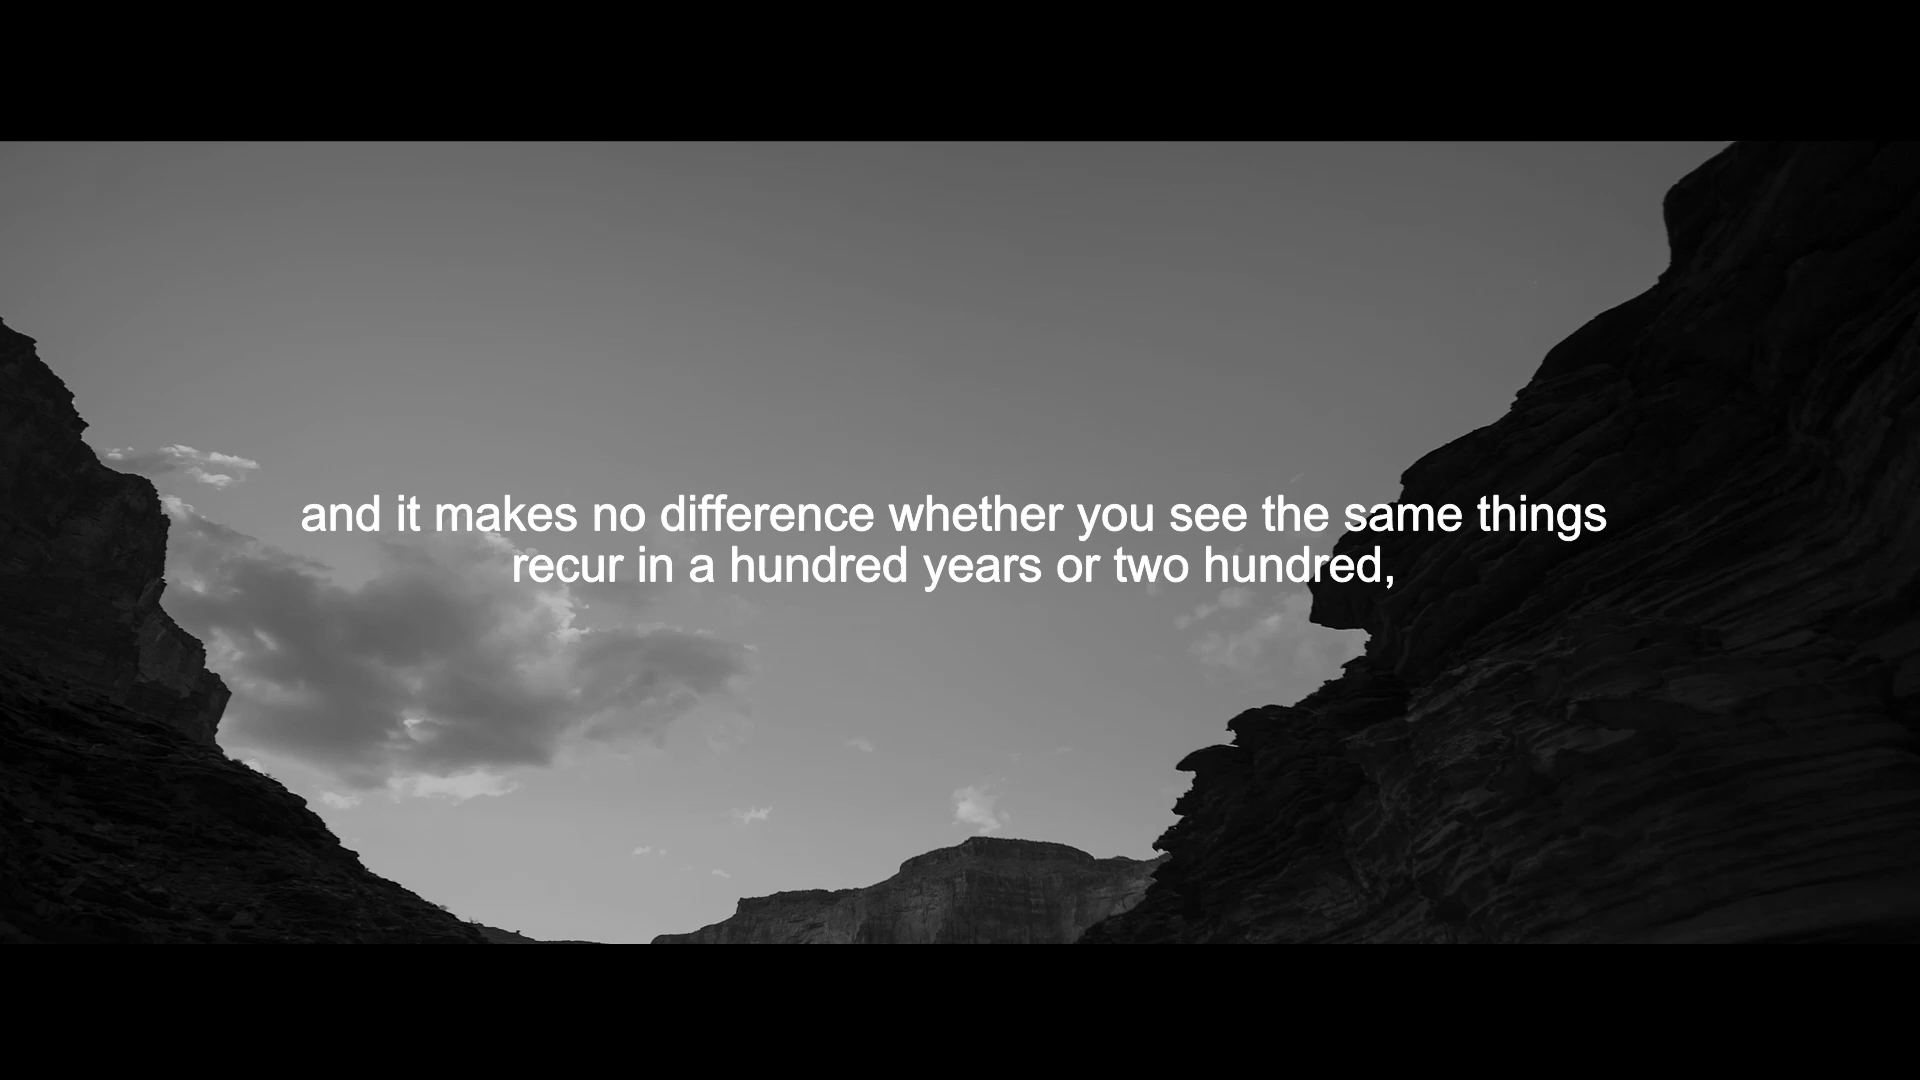 and it makes no difference whether you see the same things
recur in a hundred years or two hundred,